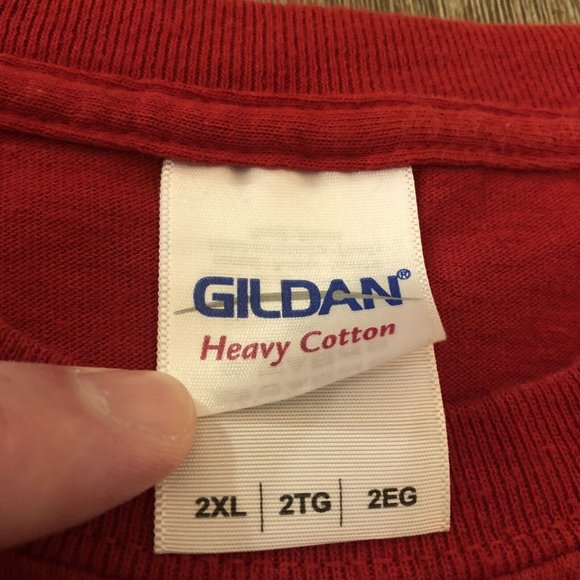 GILDAN®
Heavy Cotton
2XL | 2TG | 2EG